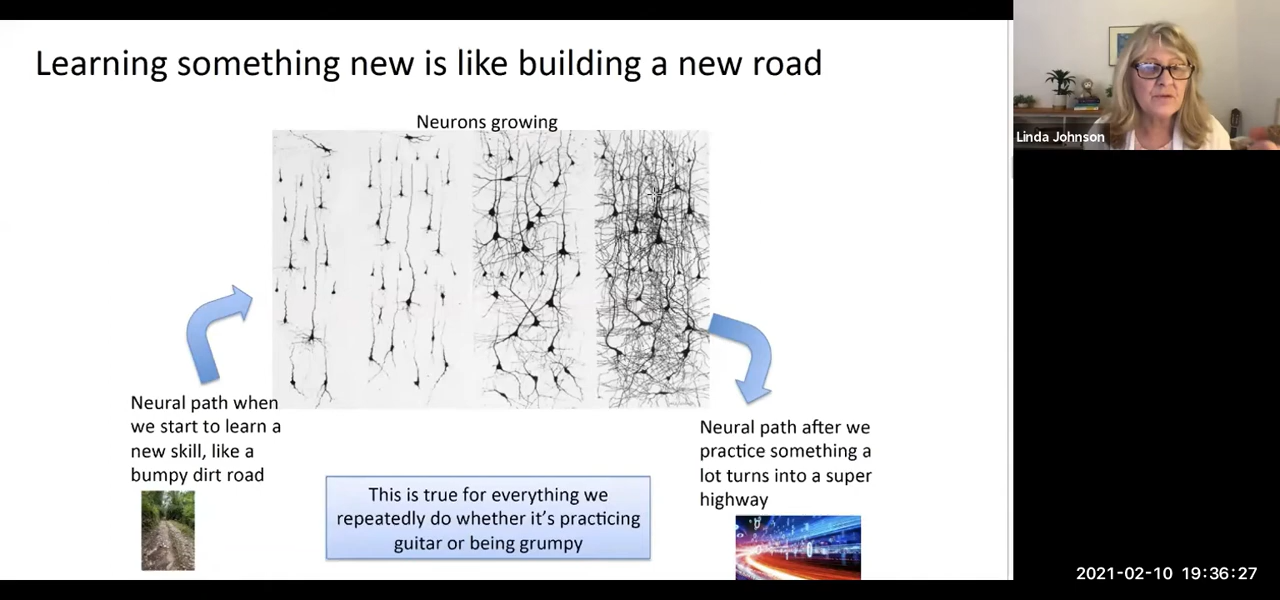 Learning something new is like building a new road
Neurons growing
Linda Johnson
Neural path when
we start to learn a
new skill, like a
bumpy dirt road
Neural path after we
practice something a
lot turns into a super
highway
This is true for everything we
repeatedly do whether it's practicing
guitar or being grumpy
2021-02-10 19:36:27